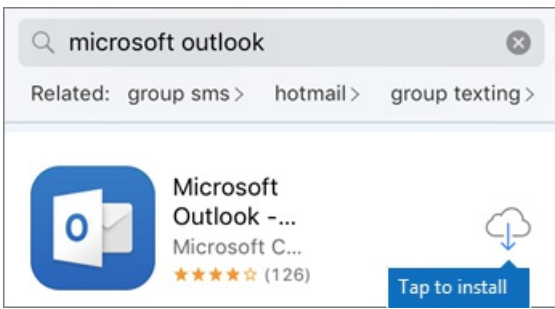 microsoft outlook
Related: group sms > hotmail > group texting >
Microsoft
Outlook -...
Microsoft C...
★★★★☆ (126)
O
Tap to install